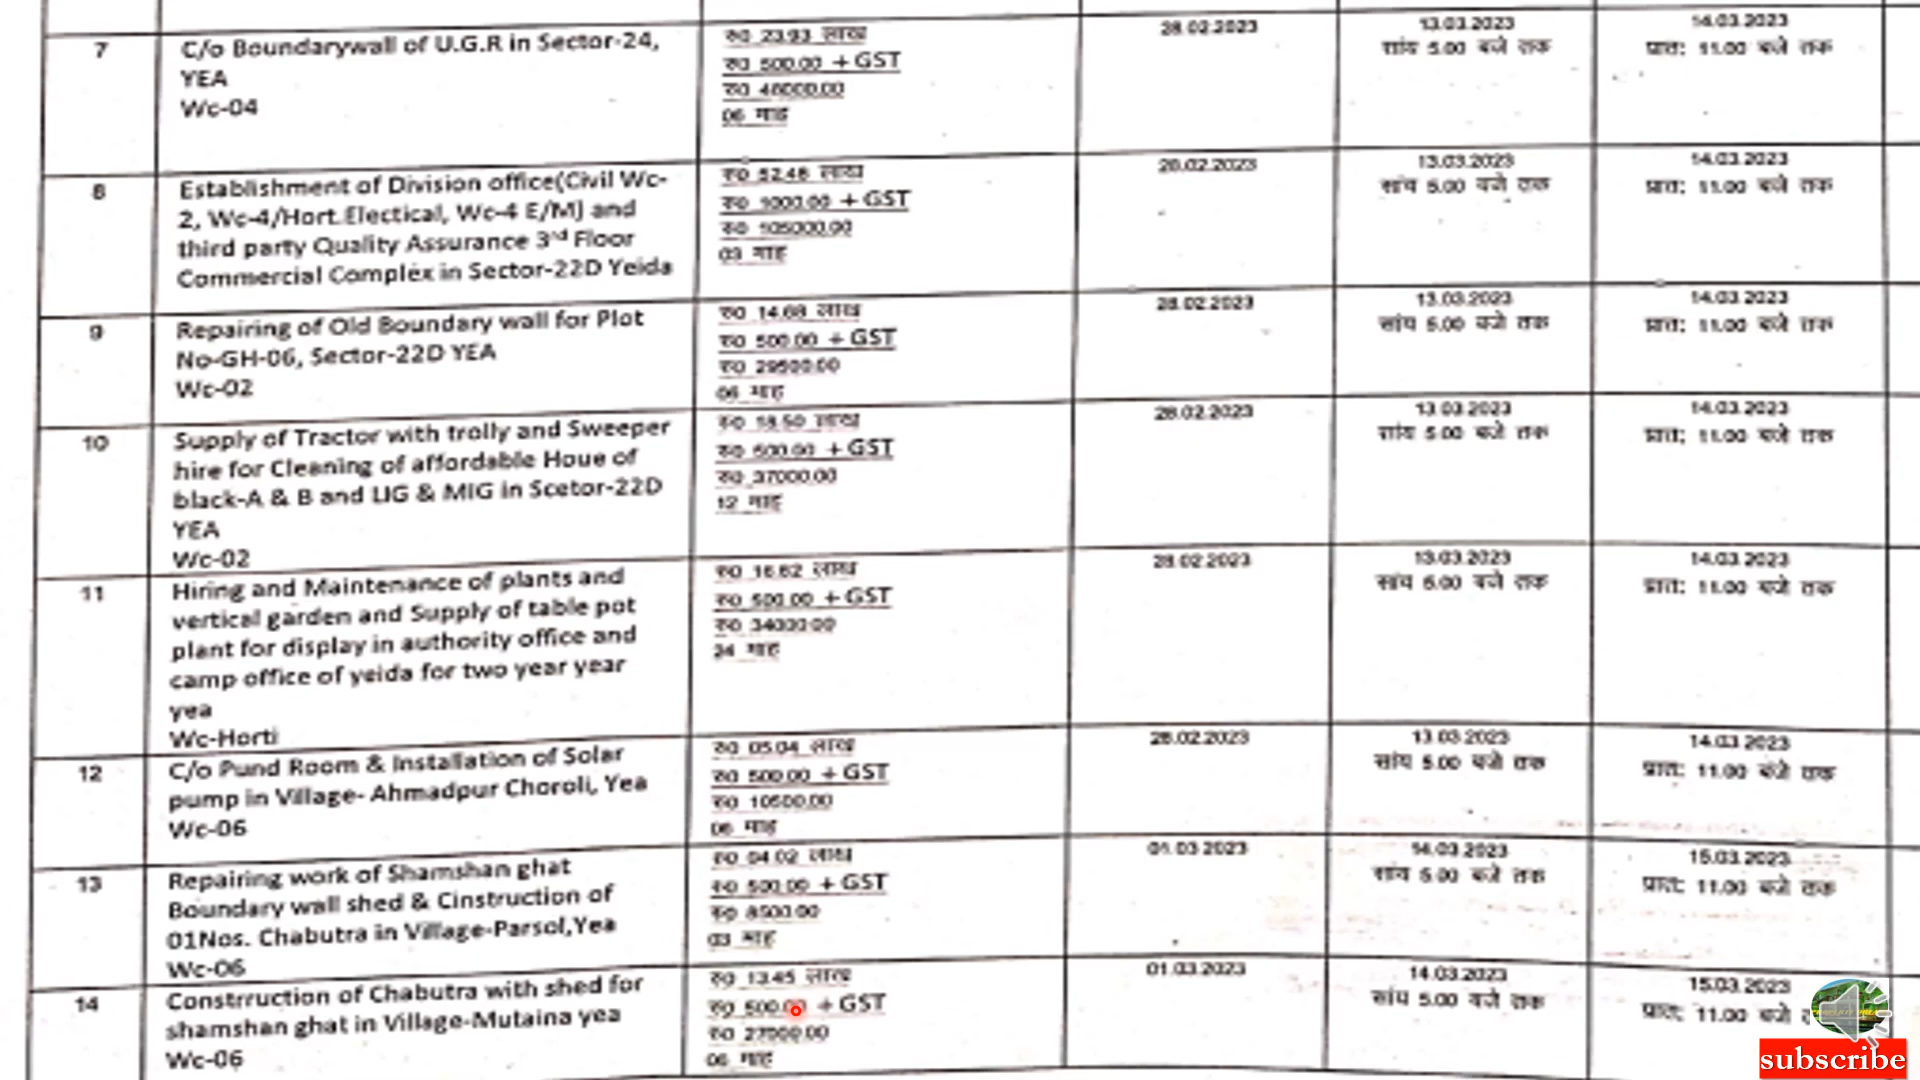 7
C/o Boundarywall of U.G.R in Sector-24,
YEA
Wc-04
रू0 23.93 लाख
रू0 500.00 + GST
रू0 48000.00
06 माह
28.02.2023
13.03.2023
सांय 5.00 बजे तक
14.03.2023
प्रात: 11.00 बजे तक
8
Establishment of Division office(Civil Wc-
2, Wc-4/Hort.Electical, Wc-4 E/M) and
third party Quality Assurance 3rd Floor
Commercial Complex in Sector-22D Yeida
रू0 52.48 लाख
रू0 1000.00 + GST
रू0 105000.00
03 माह
28.02.2023
13.03.2023
सांय 5.00 बजे तक
14.03.2023
प्रात: 11.00 बजे तक
9
Repairing of Old Boundary wall for Plot
No-GH-06, Sector-22D YEA
Wc-02
रू0 14.68 लाख
रू0 500.00 + GST
रू0 29500.00
06 माह
28.02.2023
13.03.2023
सांय 5.00 बजे तक
14.03.2023
प्रात: 11.00 बजे तक
10
Supply of Tractor with trolly and Sweeper
hire for Cleaning of affordable Houe of
black-A & B and LIG & MIG in Scetor-22D
YEA
Wc-02
रू0 18.50 लाख
रू0 500.00 + GST
रू0 37000.00
12 माह
28.02.2023
13.03.2023
सांय 5.00 बजे तक
14.03.2023
प्रात: 11.00 बजे तक
11
Hiring and Maintenance of plants and
vertical garden and Supply of table pot
plant for display in authority office and
camp office of yeida for two year year
yea
Wc-Horti
रू0 16.62 लाख
रू0 500.00 + GST
रू0 34000.00
24 माह
28.02.2023
13.03.2023
सांय 5.00 बजे तक
14.03.2023
प्रात: 11.00 बजे तक
12
C/o Pund Room & Installation of Solar
pump in Village- Ahmadpur Choroli, Yea
Wc-06
रू0 05.04 लाख
रू0 500.00 + GST
रू0 10500.00
06 माह
28.02.2023
13.03.2023
सांय 5.00 बजे तक
14.03.2023
प्रात: 11.00 बजे तक
13
Repairing work of Shamshan ghat
Boundary wall shed & Cinstruction of
01Nos. Chabutra in Village-Parsol,Yea
Wc-06
रू0 04.02 लाख
रू0 500.00 + GST
रू0 8500.00
03 माह
01.03.2023
14.03.2023
सांय 5.00 बजे तक
15.03.2023
प्रात: 11.00 बजे तक
14
Constrruction of Chabutra with shed for
shamshan ghat in Village-Mutaina yea
Wc-06
रू0 13.45 लाख
रू0 500.00 + GST
रू0 27000.00
06 माह
01.03.2023
14.03.2023
सांय 5.00 बजे तक
15.03.2023
प्रात: 11.00 बजे
subscribe